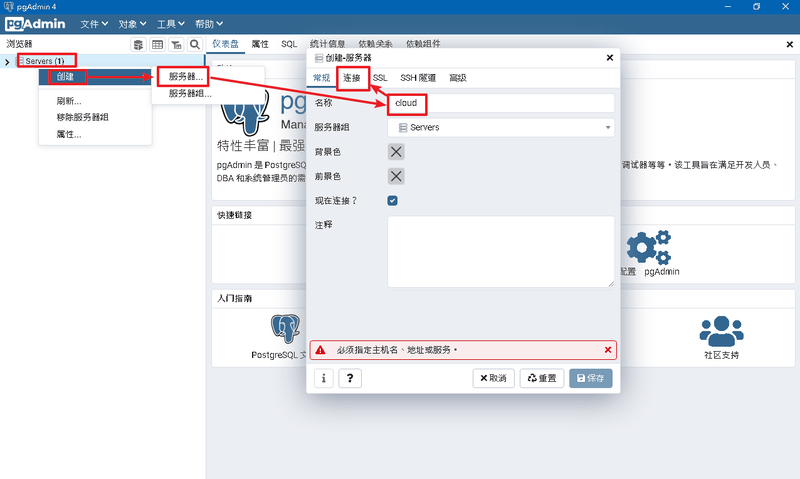 pgAdmin 4
pgAdmin 文件 对象 工具 帮助
浏览器
仪表盘 属性 SQL 统计信息 依赖关系 依赖组件
Servers (1)
创建
服务器...
服务器组...
刷新...
移除服务器组
属性...
pg
Mana
特性丰富 | 最强
pgAdmin 是 PostgreSQL
DBA 和系统管理员的需
调试器等等。该工具旨在满足开发人员、
快速链接
配置 pgAdmin
入门指南
PostgreSQL 文
社区支持
创建-服务器
常规 连接 SSL SSH 隧道 高级
名称 cloud
服务器组 Servers
背景色
前景色
现在连接？
注释
必须指定主机名、地址或服务。
i ? 取消 重置 保存